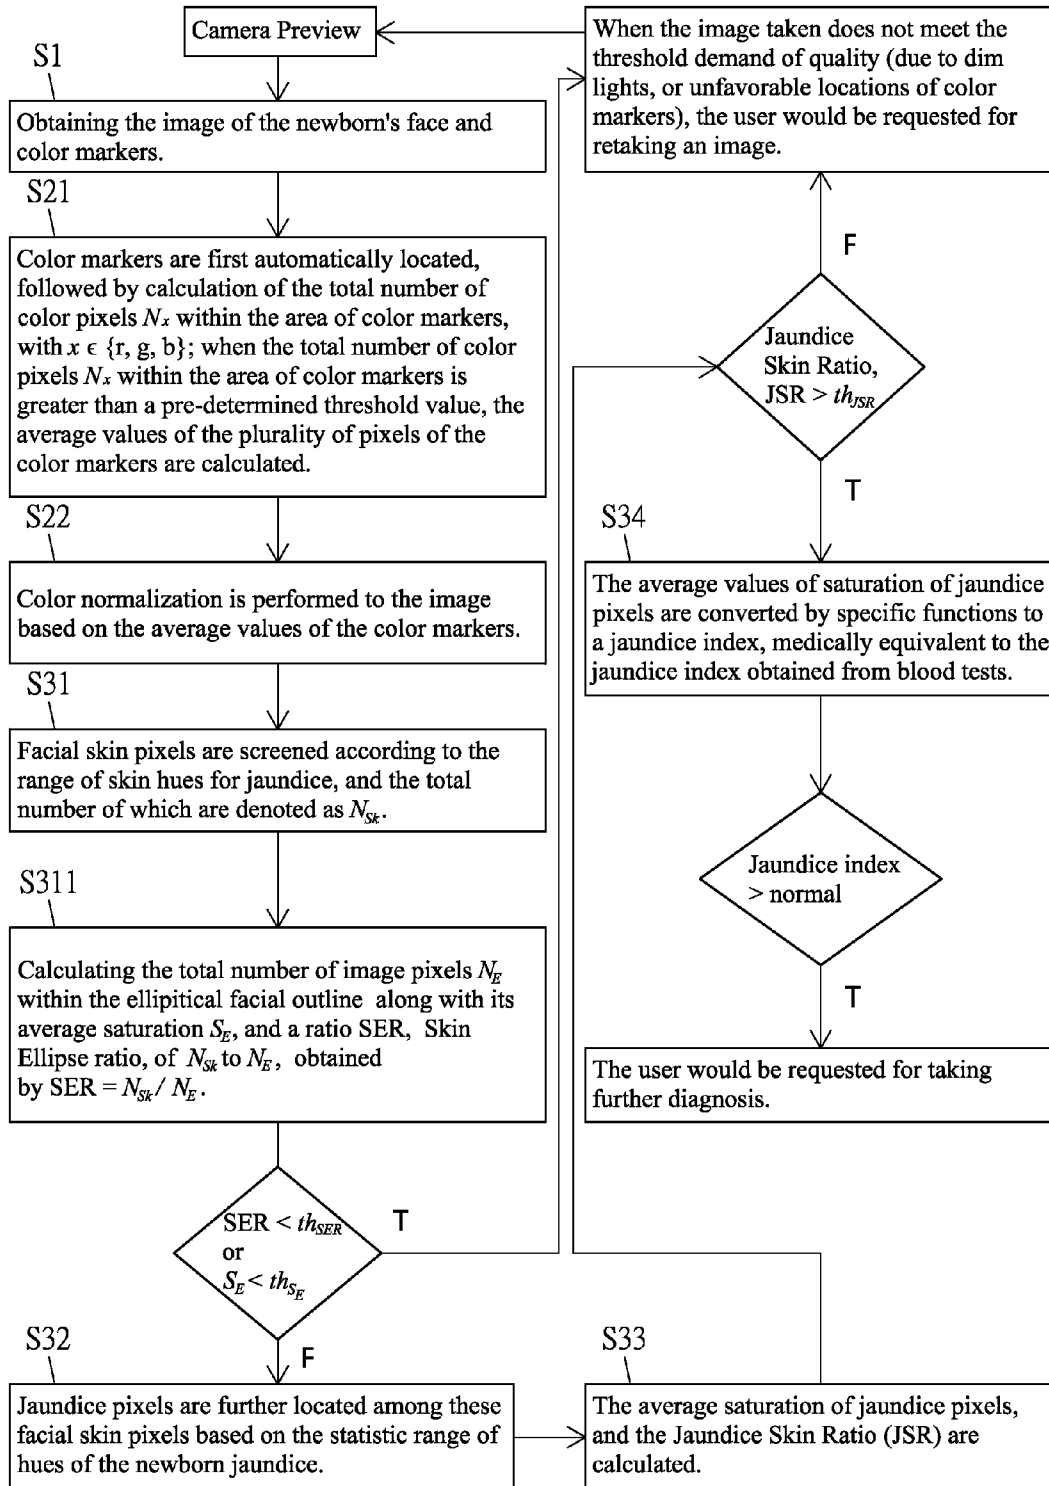 Camera Preview
S1
Obtaining the image of the newborn's face and
color markers.
S21
Color markers are first automatically located,
followed by calculation of the total number of
color pixels Nx within the area of color markers,
with x ϵ {r, g, b}; when the total number of color
pixels Nx within the area of color markers is
greater than a pre-determined threshold value, the
average values of the plurality of pixels of the
color markers are calculated.
S22
Color normalization is performed to the image
based on the average values of the color markers.
S31
Facial skin pixels are screened according to the
range of skin hues for jaundice, and the total
number of which are denoted as NSk.
S311
Calculating the total number of image pixels NE
within the ellipitical facial outline along with its
average saturation SE, and a ratio SER, Skin
Ellipse ratio, of NSk to NE, obtained
by SER = NSk / NE.
SER < thSER
or
SE < thSE
T
F
S32
Jaundice pixels are further located among these
facial skin pixels based on the statistic range of
hues of the newborn jaundice.
S33
The average saturation of jaundice pixels,
and the Jaundice Skin Ratio (JSR) are
calculated.
When the image taken does not meet the
threshold demand of quality (due to dim
lights, or unfavorable locations of color
markers), the user would be requested for
retaking an image.
F
Jaundice
Skin Ratio,
JSR > thJSR
T
S34
The average values of saturation of jaundice
pixels are converted by specific functions to
a jaundice index, medically equivalent to the
jaundice index obtained from blood tests.
Jaundice index
> normal
T
The user would be requested for taking
further diagnosis.